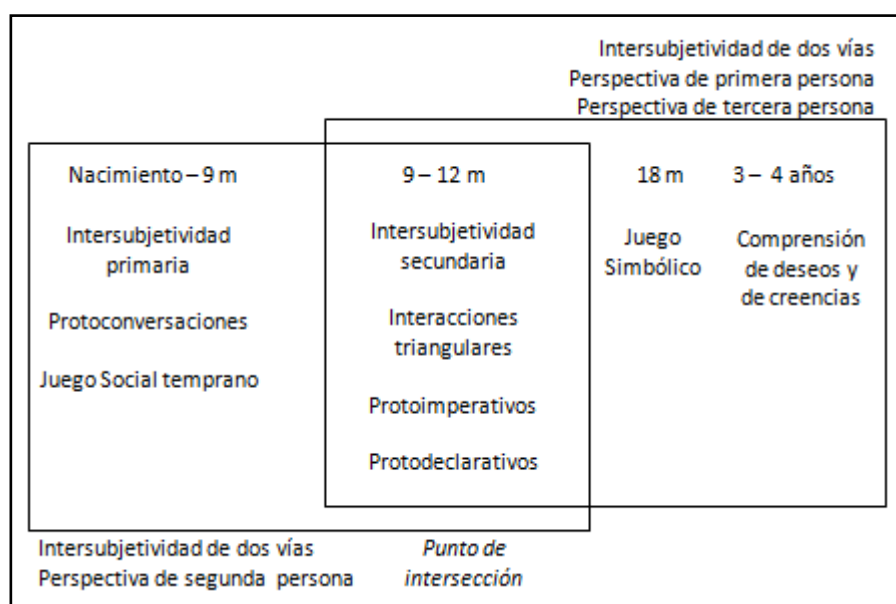 Intersubjetividad de dos vías
Perspectiva de primera persona
Perspectiva de tercera persona
Nacimiento – 9 m
Intersubjetividad
primaria
Protoconversaciones
Juego Social temprano
9 – 12 m
Intersubjetividad
secundaria
Interacciones
triangulares
Protoimperativos
Protodeclarativos
18 m
Juego
Simbólico
3 – 4 años
Comprensión
de deseos y
de creencias
Intersubjetividad de dos vías
Perspectiva de segunda persona
Punto de
intersección